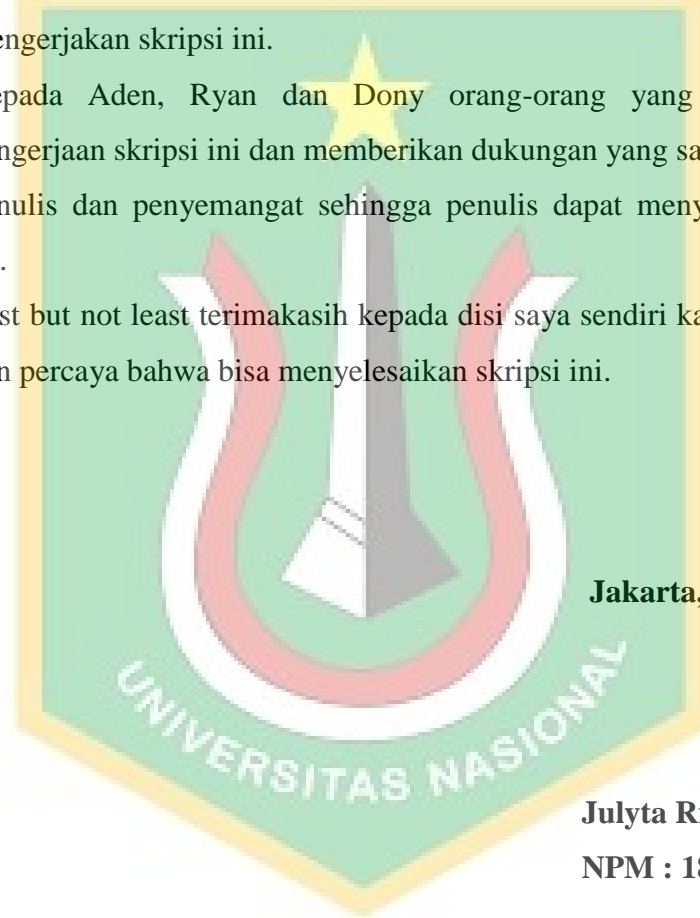 engerjakan skripsi ini.
epada Aden, Ryan dan Dony orang-orang yang
ngerjaan skripsi ini dan memberikan dukungan yang sa
nulis dan penyemangat sehingga penulis dapat meny
.
st but not least terimakasih kepada disi saya sendiri ka
n percaya bahwa bisa menyelesaikan skripsi ini.
Jakarta,
UNIVERSITAS NASIONAL
Julyta Ri
NPM : 18